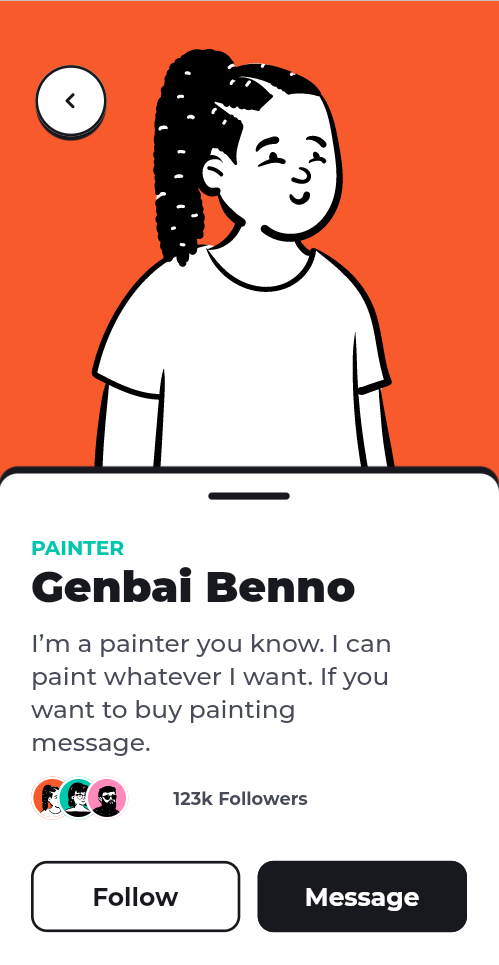 PAINTER
Genbai Benno
I’m a painter you know. I can
paint whatever I want. If you
want to buy painting
message.
123k Followers
Follow
Message